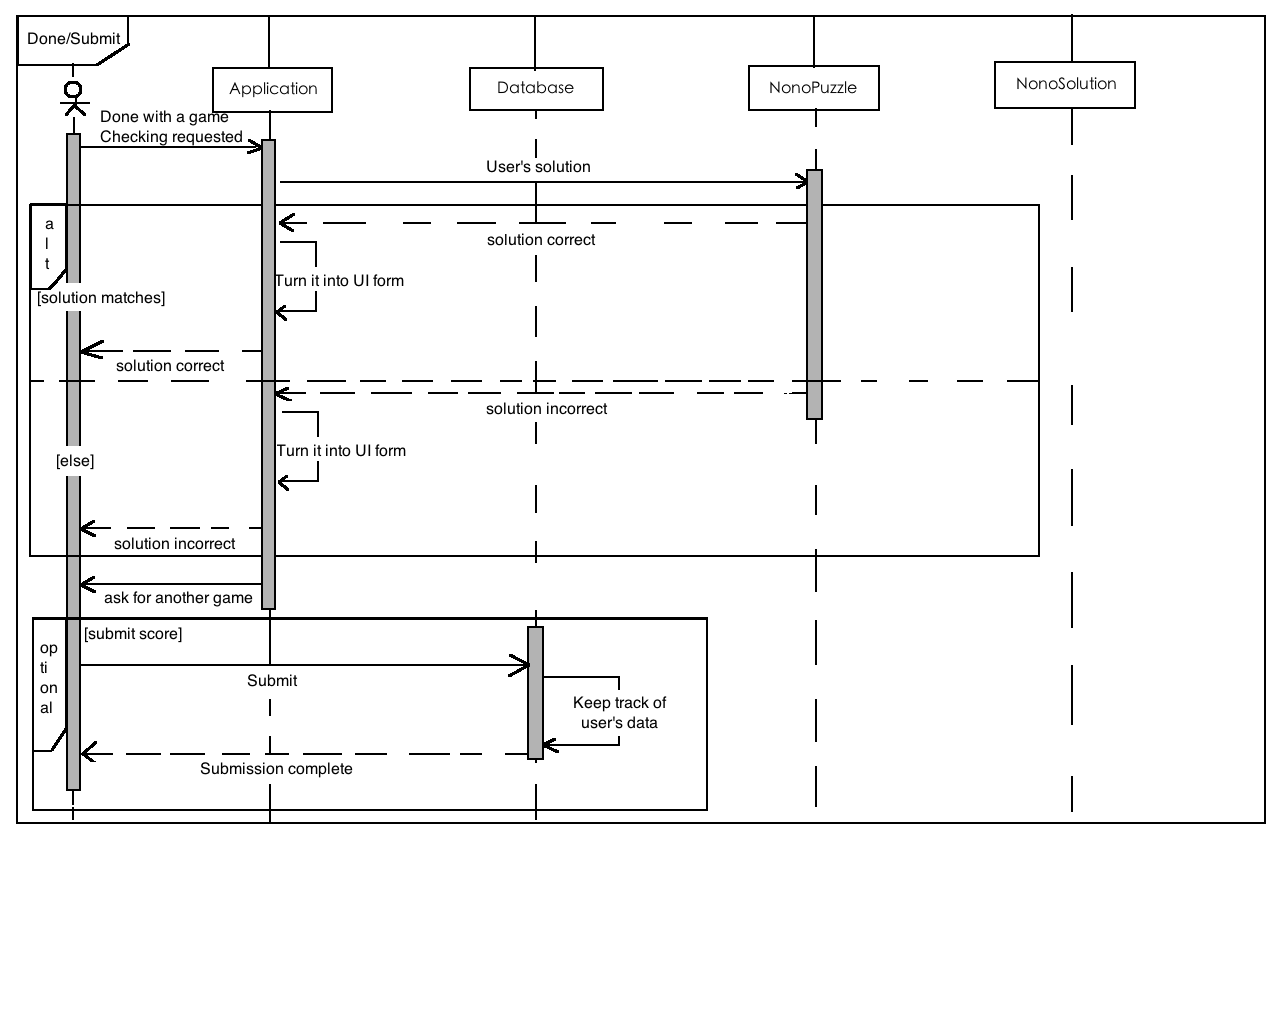 Done/Submit
Application
Database
NonoPuzzle
NonoSolution
Done with a game
Checking requested
User's solution
a
l
t
solution correct
Turn it into UI form
[solution matches]
solution correct
solution incorrect
Turn it into UI form
[else]
solution incorrect
ask for another game
[submit score]
op
ti
on
al
Submit
Keep track of
user's data
Submission complete